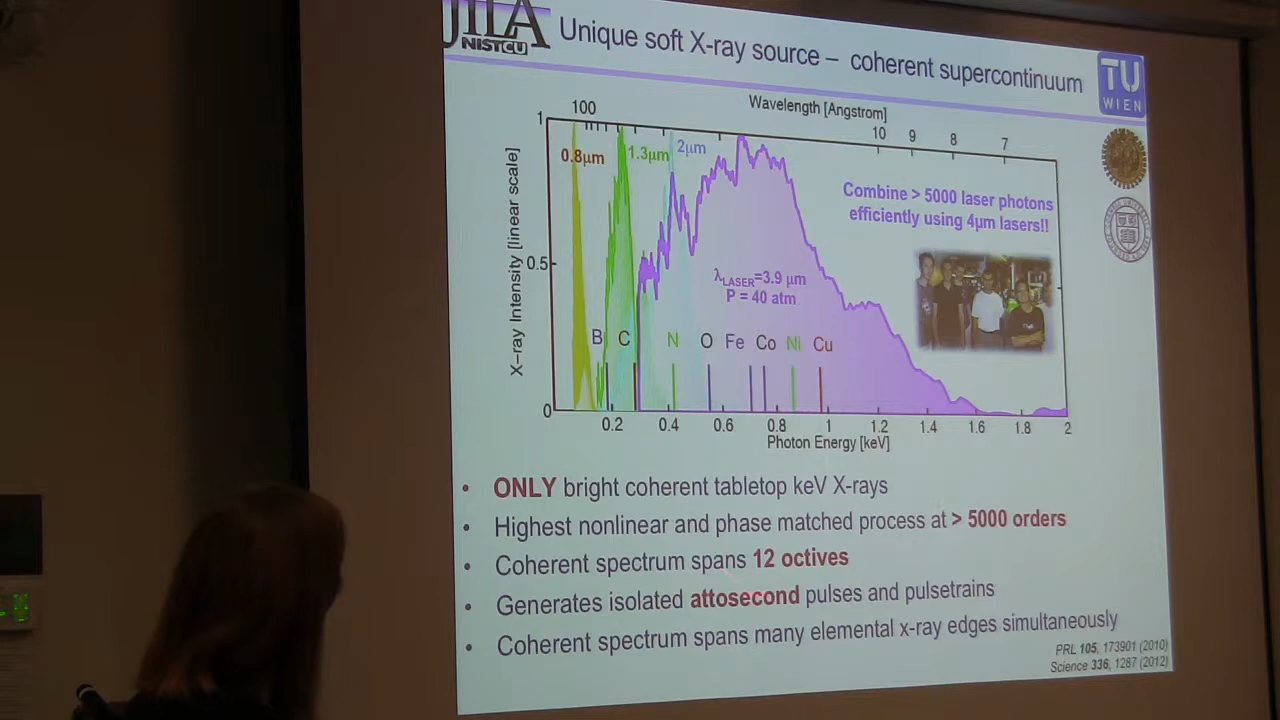 JILA
NIST CU
Unique soft X-ray source – coherent supercontinuum
TU
WIEN
Wavelength [Angstrom]
100
10 9 8 7
1
0.5
0
X-ray Intensity [linear scale]
0.8µm
1.3µm
2µm
Combine > 5000 laser photons
efficiently using 4µm lasers!!
λLASER=3.9 µm
P = 40 atm
B C N O Fe Co Ni Cu
0.2 0.4 0.6 0.8 1 1.2 1.4 1.6 1.8 2
Photon Energy [keV]
• ONLY bright coherent tabletop keV X-rays
• Highest nonlinear and phase matched process at > 5000 orders
• Coherent spectrum spans 12 octives
• Generates isolated attosecond pulses and pulsetrains
• Coherent spectrum spans many elemental x-ray edges simultaneously
PRL 105, 173901 (2010)
Science 336, 1287 (2012)